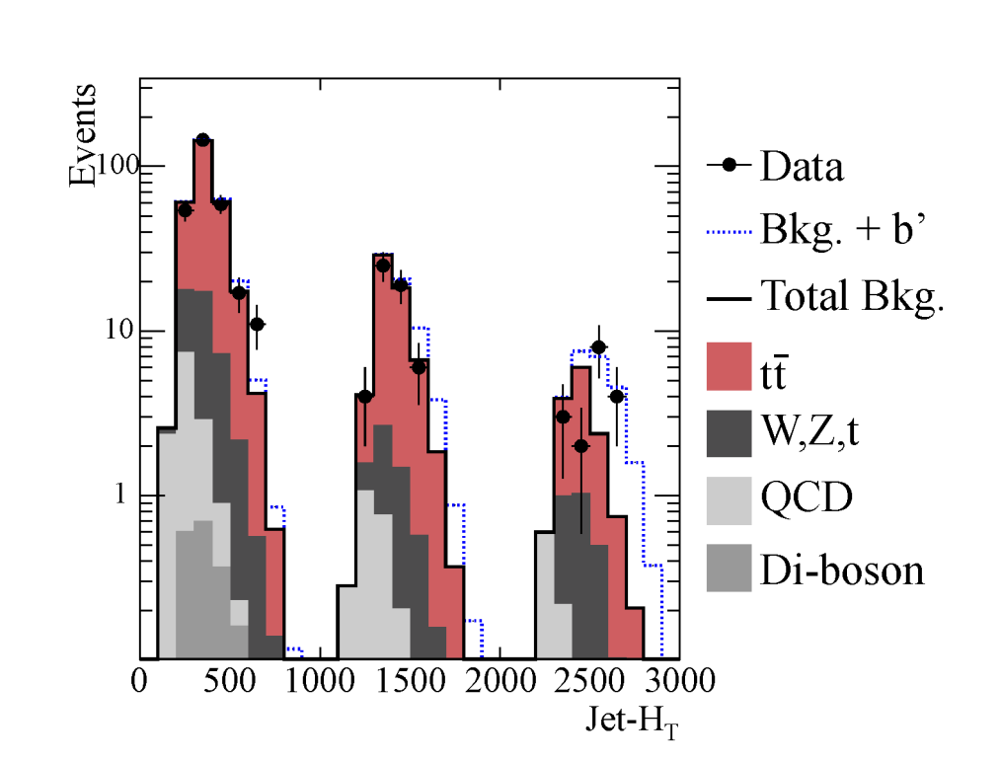 Events
100
10
1
0 500 1000 1500 2000 2500 3000
Jet-H_T
Data
Bkg. + b’
Total Bkg.
tt̄
W,Z,t
QCD
Di-boson